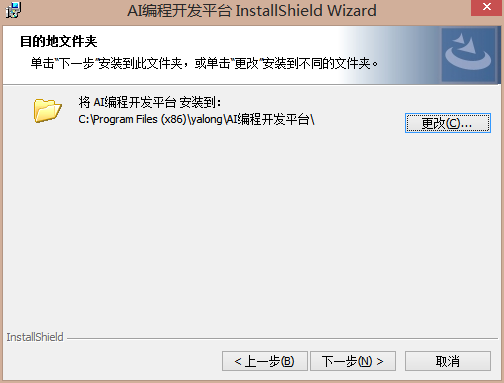 AI编程开发平台 InstallShield Wizard
目的地文件夹
单击“下一步”安装到此文件夹，或单击“更改”安装到不同的文件夹。
将 AI编程开发平台 安装到：
C:\Program Files (x86)\yalong\AI编程开发平台\
更改(C)...
InstallShield
< 上一步(B)
下一步(N) >
取消